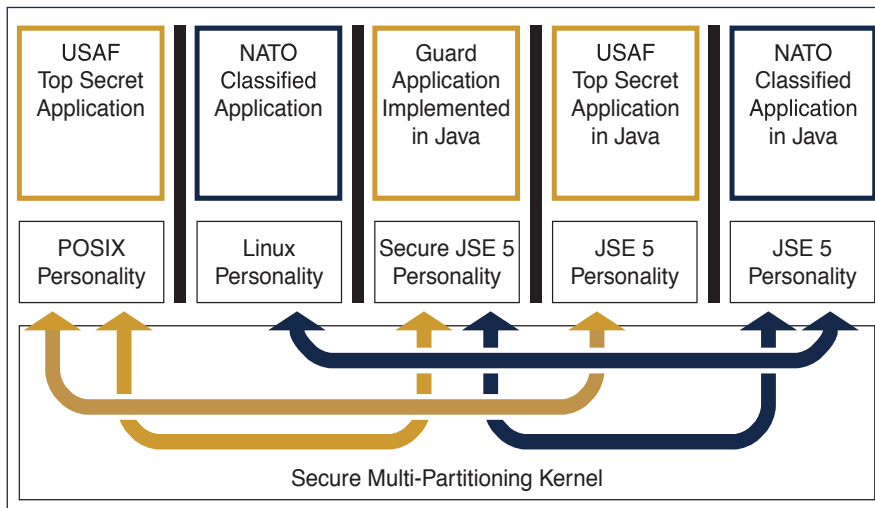 USAF
Top Secret
Application
NATO
Classified
Application
Guard
Application
Implemented
in Java
USAF
Top Secret
Application
in Java
NATO
Classified
Application
in Java
POSIX
Personality
Linux
Personality
Secure JSE 5
Personality
JSE 5
Personality
JSE 5
Personality
Secure Multi-Partitioning Kernel